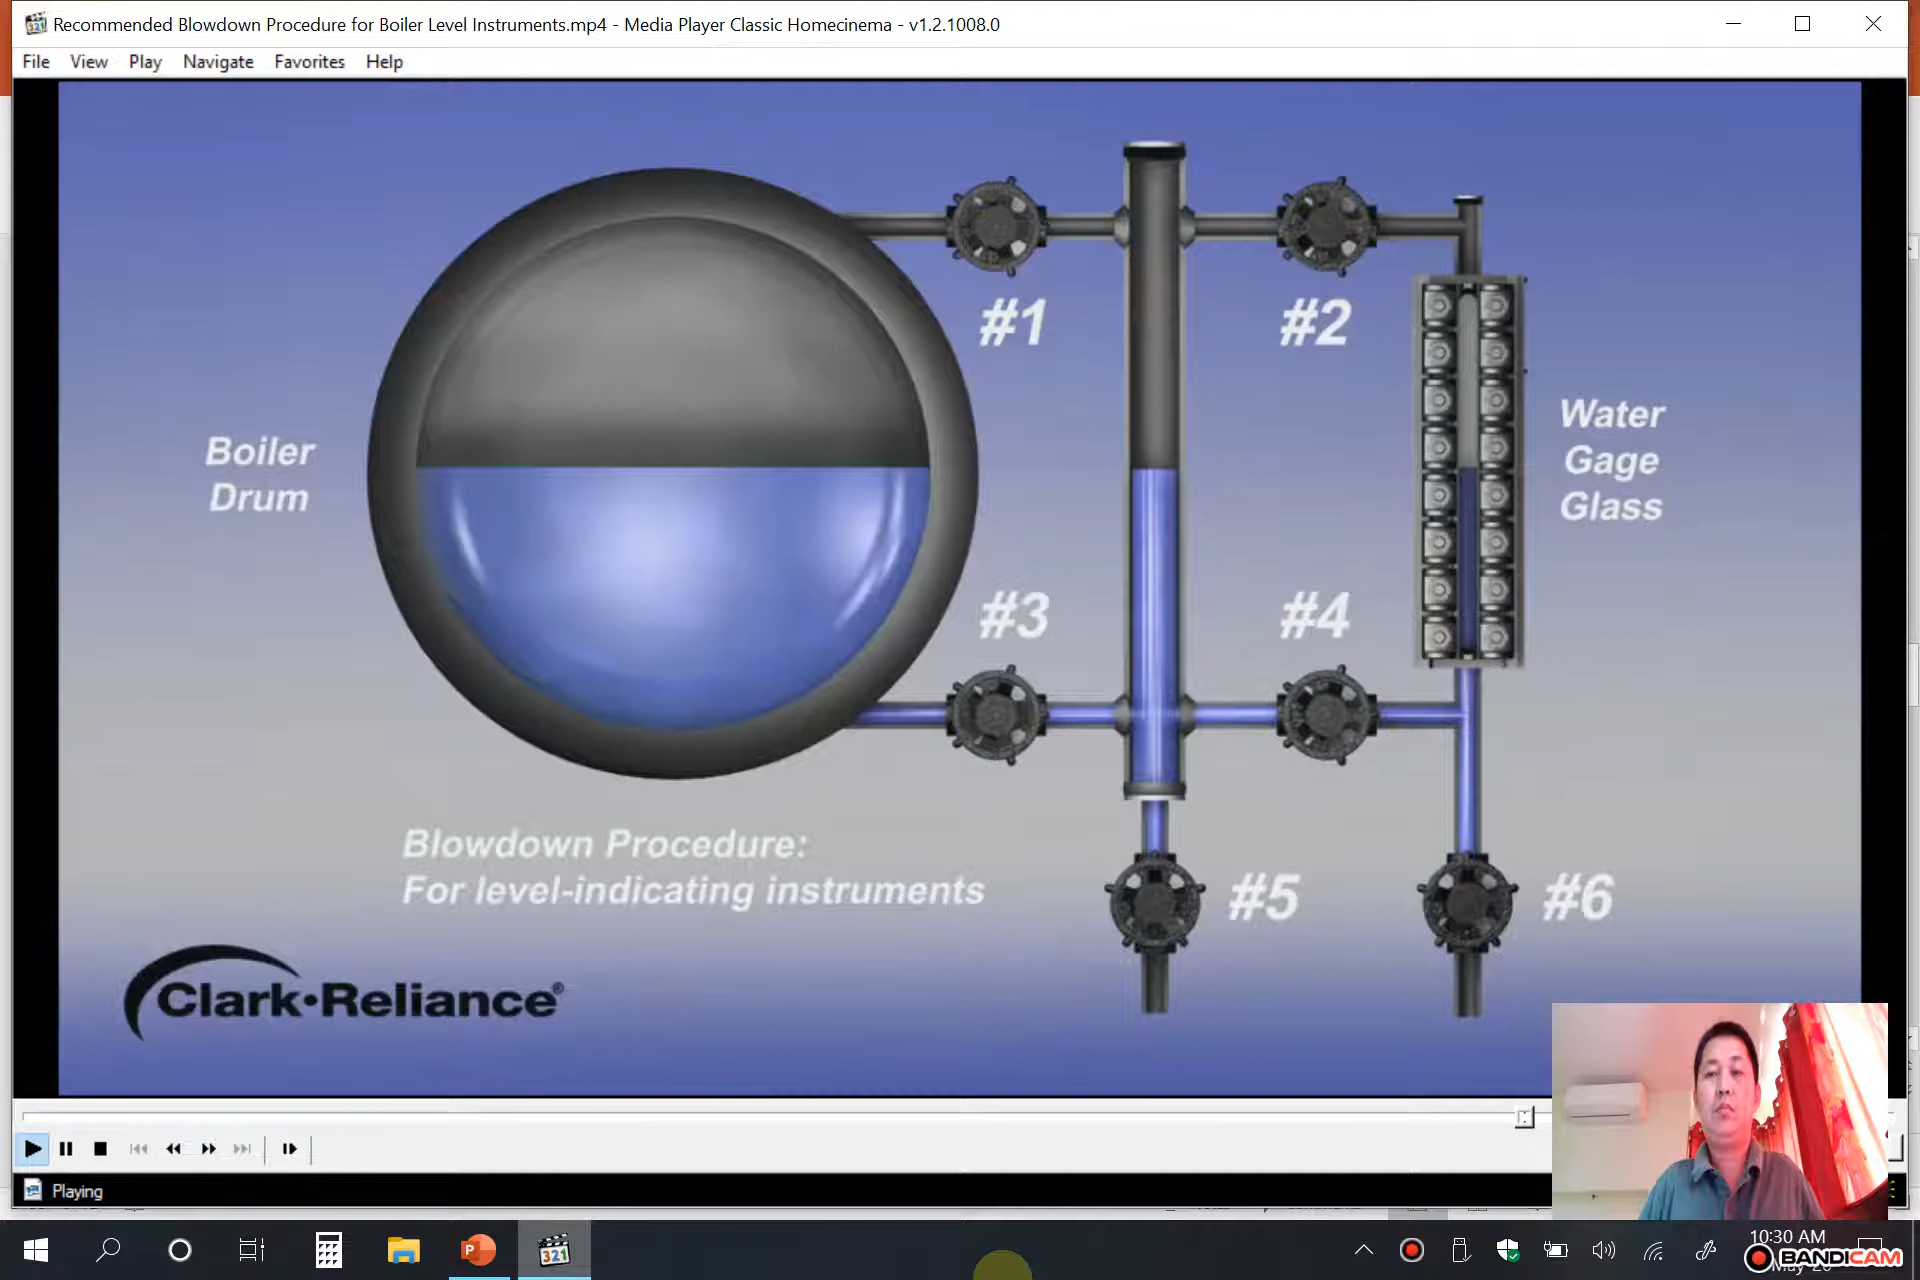 Recommended Blowdown Procedure for Boiler Level Instruments.mp4 - Media Player Classic Homecinema - v1.2.1008.0
File View Play Navigate Favorites Help
#1
#2
Boiler
Drum
Water
Gage
Glass
#3
#4
Blowdown Procedure:
For level-indicating instruments
#5
#6
Clark·Reliance®
Playing
321
10:30 AM
BANDICAM